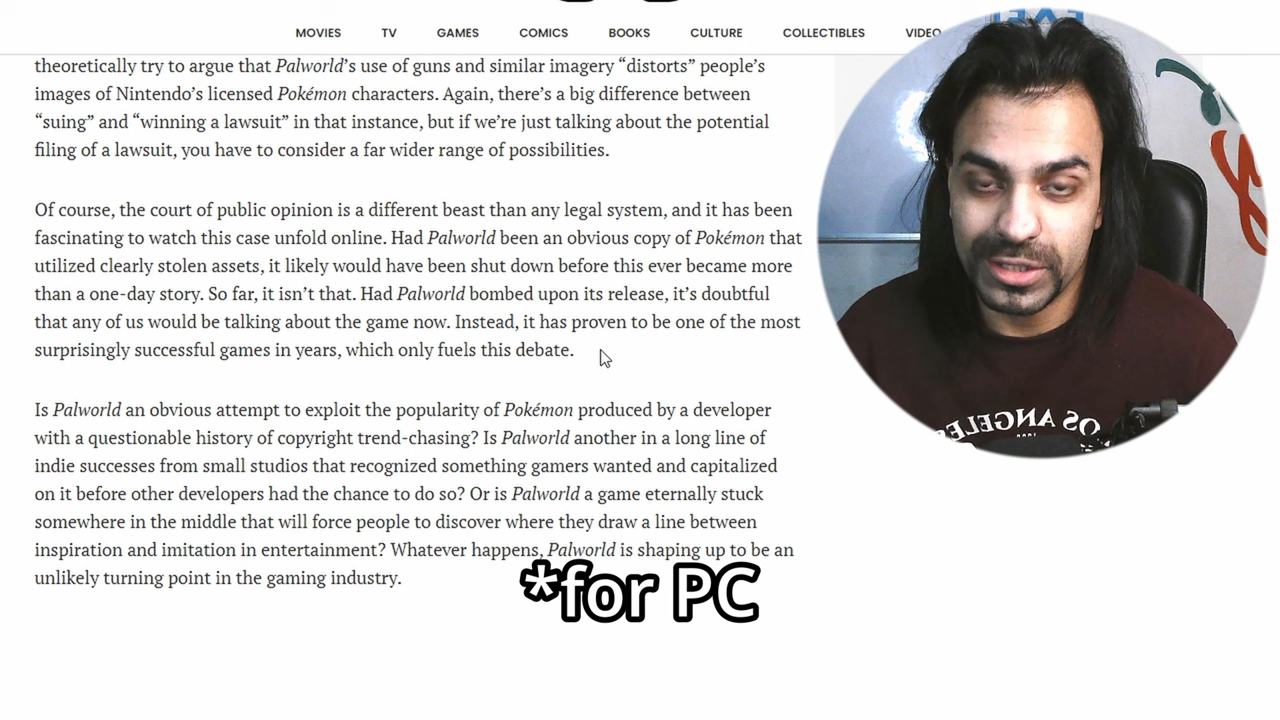 MOVIES TV GAMES COMICS BOOKS CULTURE COLLECTIBLES VIDEO
theoretically try to argue that Palworld’s use of guns and similar imagery “distorts” people’s
images of Nintendo’s licensed Pokémon characters. Again, there’s a big difference between
“suing” and “winning a lawsuit” in that instance, but if we’re just talking about the potential
filing of a lawsuit, you have to consider a far wider range of possibilities.
Of course, the court of public opinion is a different beast than any legal system, and it has been
fascinating to watch this case unfold online. Had Palworld been an obvious copy of Pokémon that
utilized clearly stolen assets, it likely would have been shut down before this ever became more
than a one-day story. So far, it isn’t that. Had Palworld bombed upon its release, it’s doubtful
that any of us would be talking about the game now. Instead, it has proven to be one of the most
surprisingly successful games in years, which only fuels this debate.
Is Palworld an obvious attempt to exploit the popularity of Pokémon produced by a developer
with a questionable history of copyright trend-chasing? Is Palworld another in a long line of
indie successes from small studios that recognized something gamers wanted and capitalized
on it before other developers had the chance to do so? Or is Palworld a game eternally stuck
somewhere in the middle that will force people to discover where they draw a line between
inspiration and imitation in entertainment? Whatever happens, Palworld is shaping up to be an
unlikely turning point in the gaming industry.
*for PC
LOS ANGELES